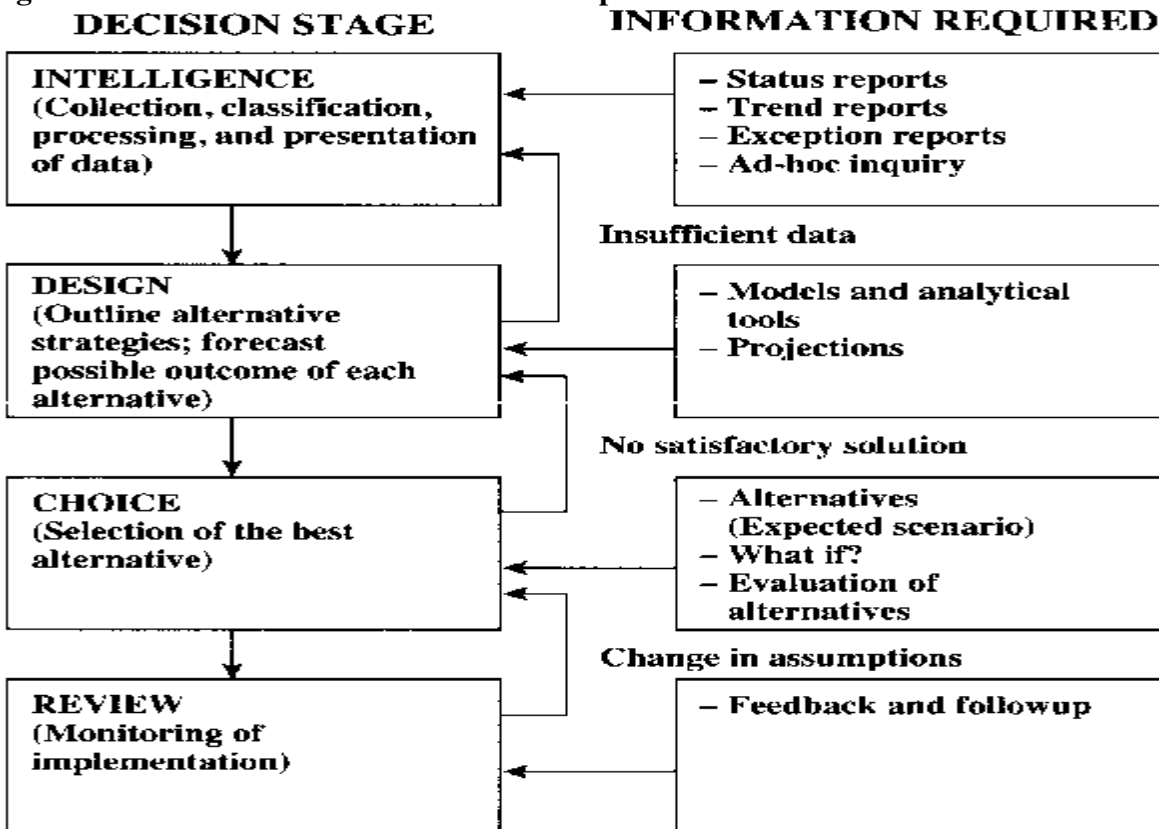 DECISION STAGE
INFORMATION REQUIRED
INTELLIGENCE
(Collection, classification,
processing, and presentation
of data)
– Status reports
– Trend reports
– Exception reports
– Ad-hoc inquiry
Insufficient data
DESIGN
(Outline alternative
strategies; forecast
possible outcome of each
alternative)
– Models and analytical
tools
– Projections
No satisfactory solution
CHOICE
(Selection of the best
alternative)
– Alternatives
(Expected scenario)
– What if?
– Evaluation of
alternatives
Change in assumptions
REVIEW
(Monitoring of
implementation)
– Feedback and followup